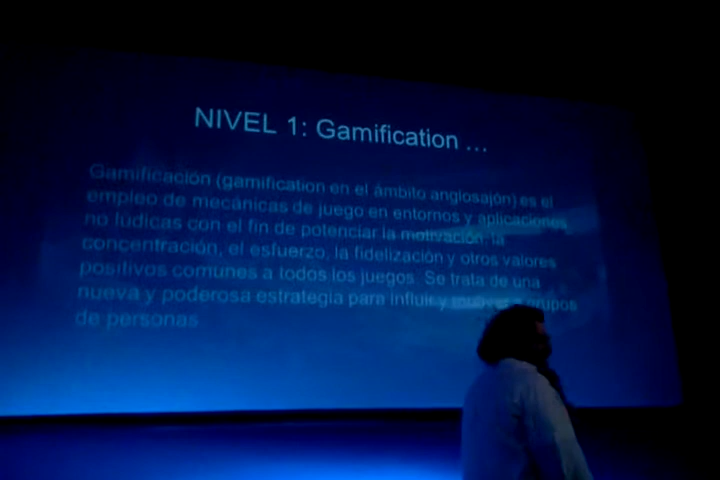 NIVEL 1: Gamification ...
Gamificación (gamification en el ámbito anglosajón) es el
empleo de mecánicas de juego en entornos y aplicaciones
no lúdicas con el fin de potenciar la motivación, la
concentración, el esfuerzo, la fidelización y otros valores
positivos comunes a todos los juegos. Se trata de una
nueva y poderosa estrategia para influir y motivar a grupos
de personas